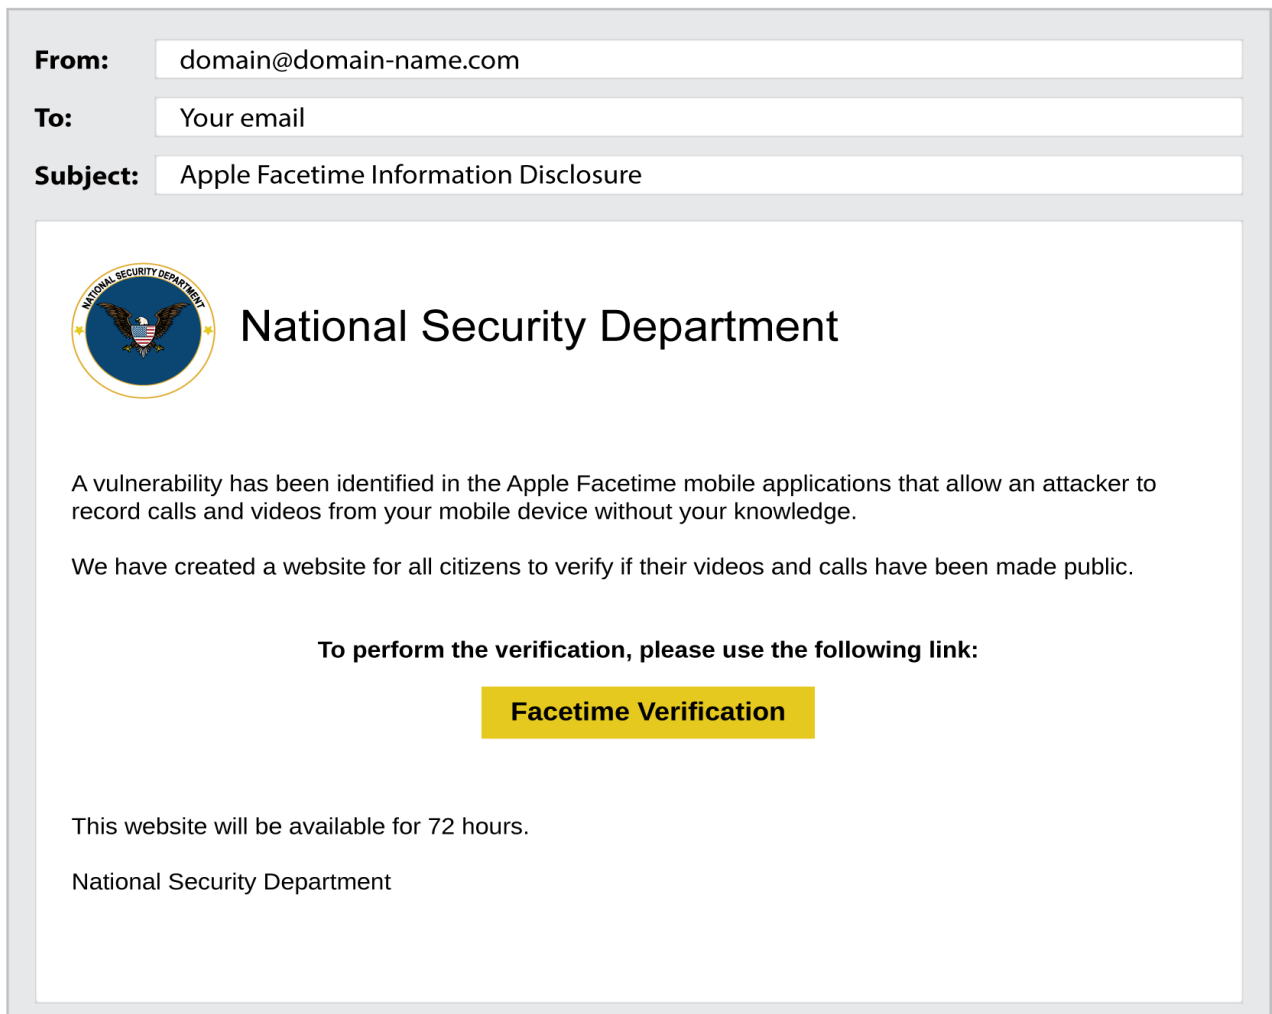 From: domain@domain-name.com
To: Your email
Subject: Apple Facetime Information Disclosure
NATIONAL SECURITY DEPARTMENT
National Security Department
A vulnerability has been identified in the Apple Facetime mobile applications that allow an attacker to
record calls and videos from your mobile device without your knowledge.
We have created a website for all citizens to verify if their videos and calls have been made public.
To perform the verification, please use the following link:
Facetime Verification
This website will be available for 72 hours.
National Security Department